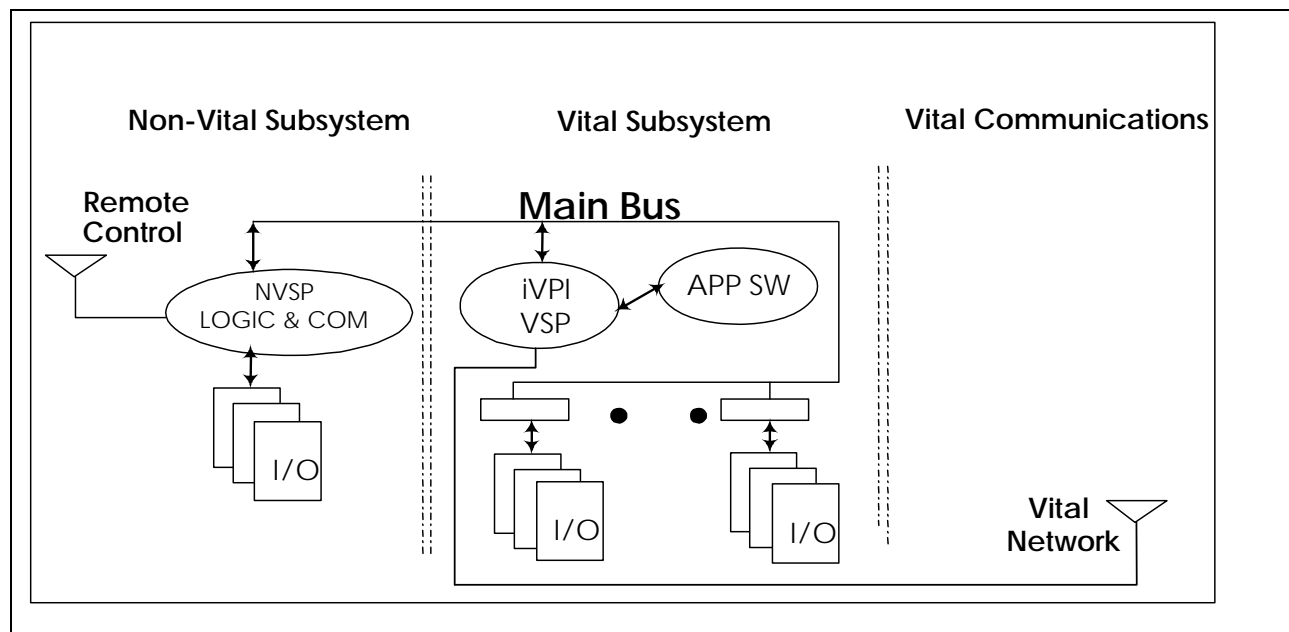 Non-Vital Subsystem
Vital Subsystem
Vital Communications
Remote
Control
Main Bus
NVSP
LOGIC & COM
iVPI
VSP
APP SW
I/O
I/O
I/O
Vital
Network